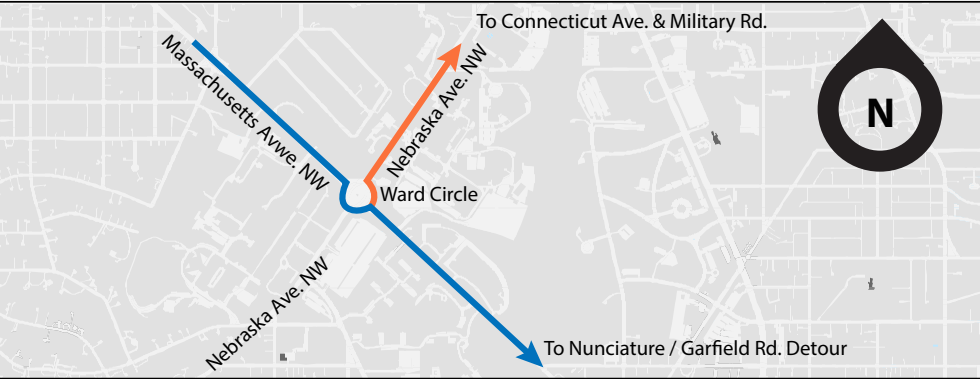 To Connecticut Ave. & Military Rd.
Massachusetts Avwe. NW
Nebraska Ave. NW
N
Ward Circle
Nebraska Ave. NW
To Nunciature / Garfield Rd. Detour